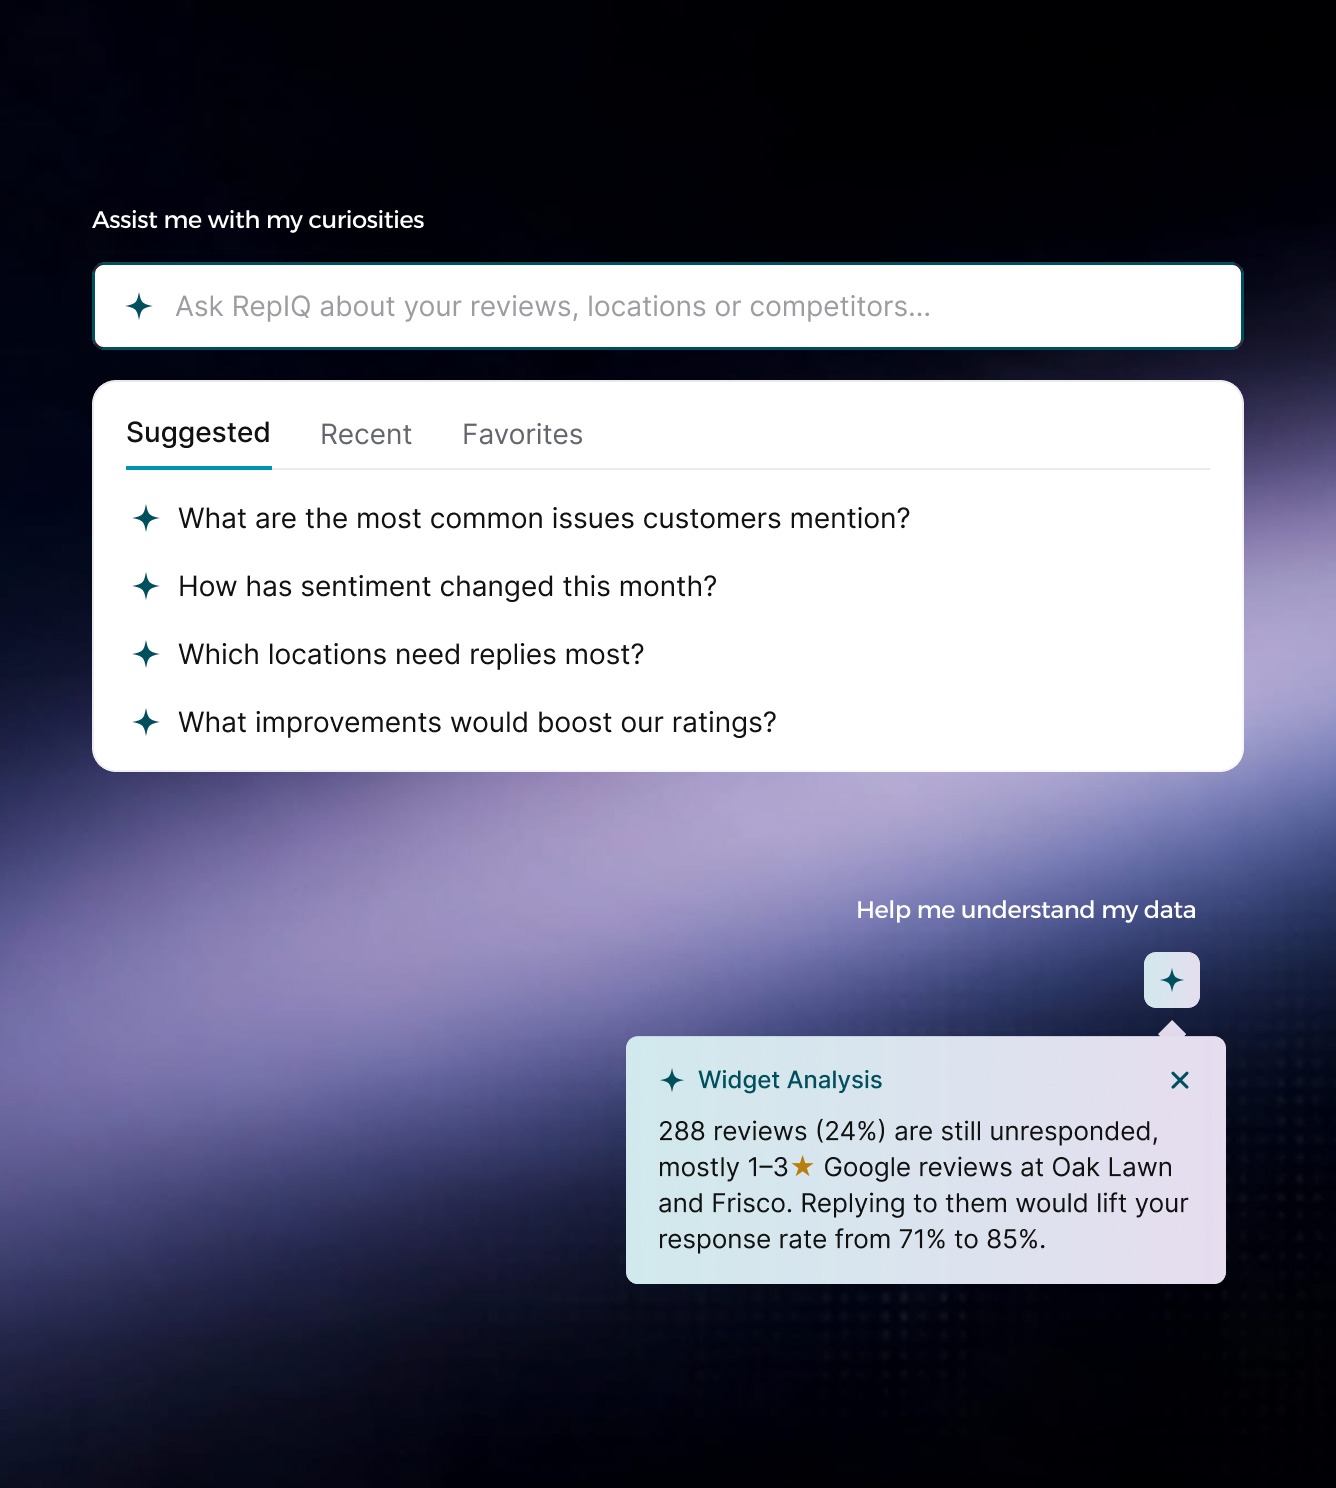 Assist me with my curiosities
Ask RepIQ about your reviews, locations or competitors...
Suggested Recent Favorites
What are the most common issues customers mention?
How has sentiment changed this month?
Which locations need replies most?
What improvements would boost our ratings?
Help me understand my data
Widget Analysis
288 reviews (24%) are still unresponded,
mostly 1–3★ Google reviews at Oak Lawn
and Frisco. Replying to them would lift your
response rate from 71% to 85%.